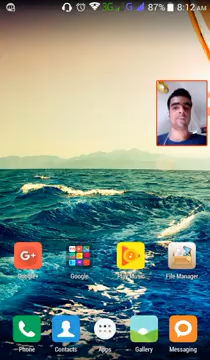 3G G 87% 8:12 AM
Google+ Google Play Music File Manager
Phone Contacts Apps Gallery Messaging